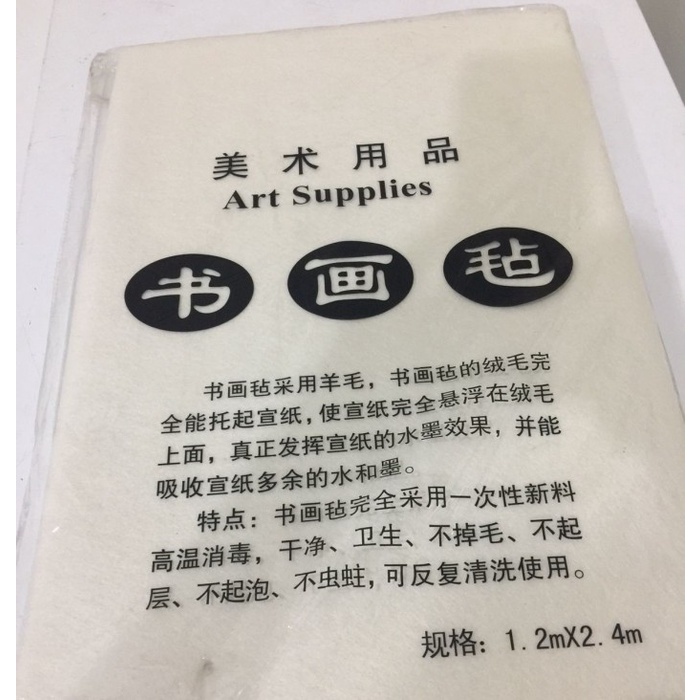 美术用品
Art Supplies
书画毡
书画毡采用羊毛，书画毡的绒毛完
全能托起宣纸，使宣纸完全悬浮在绒毛
上面，真正发挥宣纸的水墨效果，并能
吸收宣纸多余的水和墨。
特点：书画毡完全采用一次性新料
高温消毒，干净、卫生、不掉毛、不起
层、不起泡、不虫蛀，可反复清洗使用。
规格：1.2mX2.4m